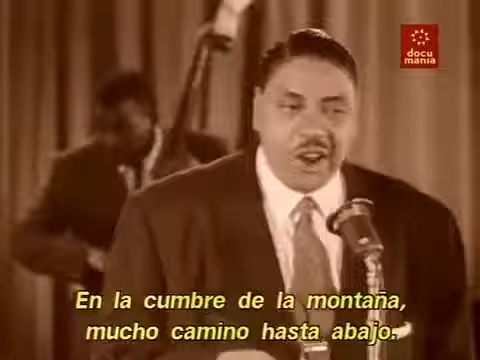 docu
mania
En la cumbre de la montaña,
mucho camino hasta abajo.